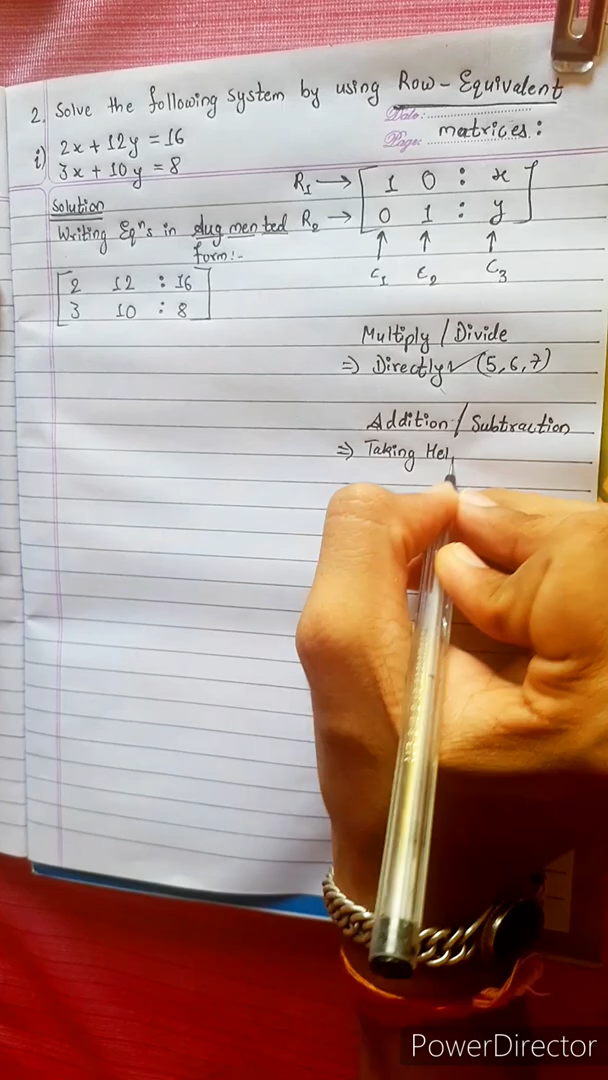 2. Solve the following system by using Row-Equivalent
Date:
Page:
matrices:
i) 2x + 12y = 16
3x + 10y = 8
Solution
Writing Eqns in Augmented
form:-
2 12 : 16
3 10 : 8
R1 → 1 0 : x
R2 → 0 1 : y
↑ ↑ ↑
C1 C2 C3
Multiply / Divide
⇒ Directly ✓ (5,6,7)
Addition / Subtraction
⇒ Taking Hel
PowerDirector